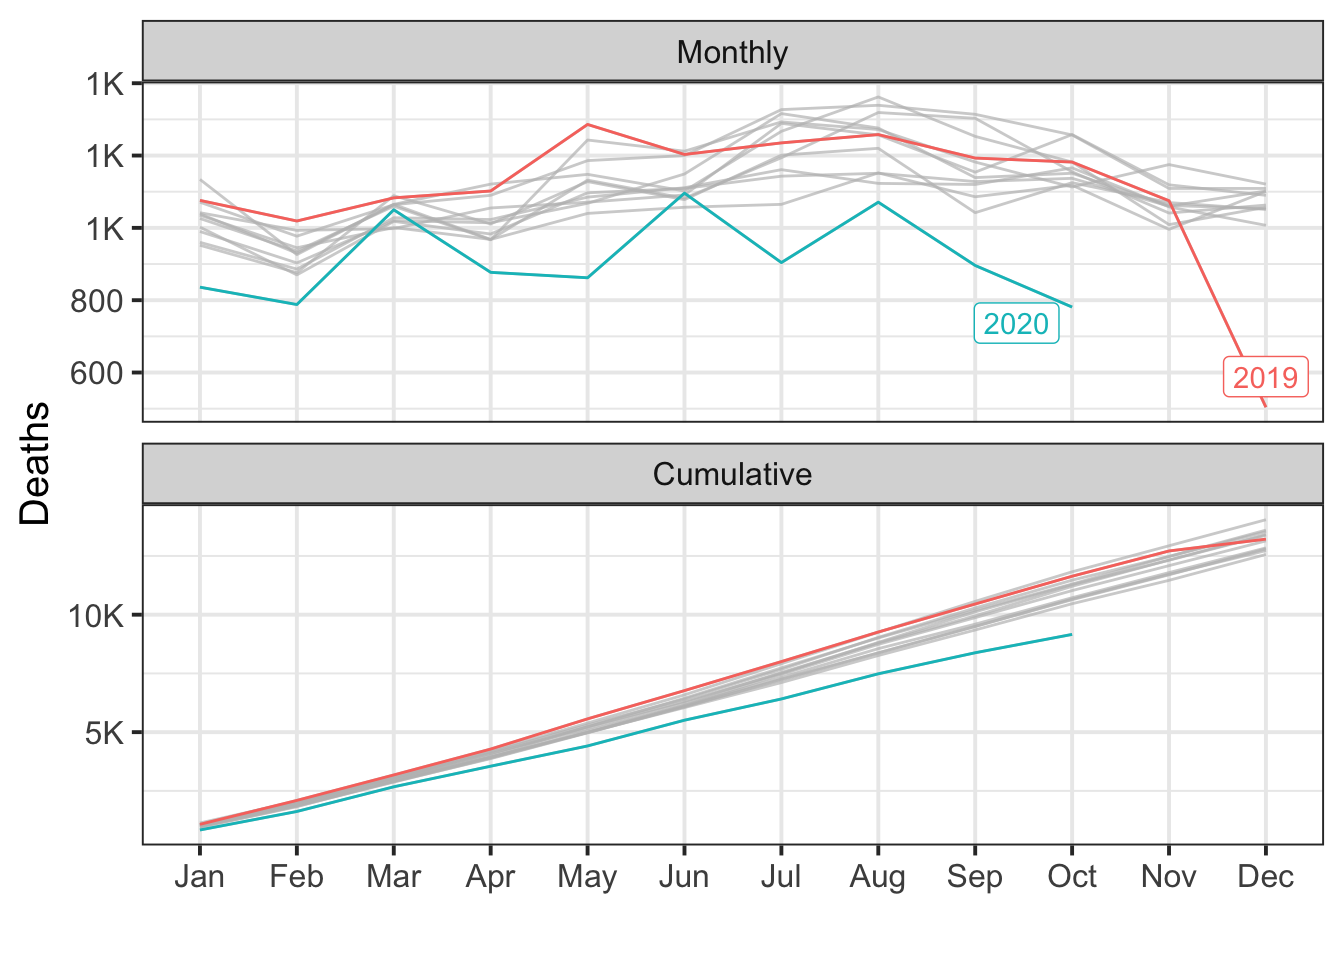 Monthly
1K
1K
1K
800
600
2020
2019
Deaths
Cumulative
10K
5K
Jan Feb Mar Apr May Jun Jul Aug Sep Oct Nov Dec